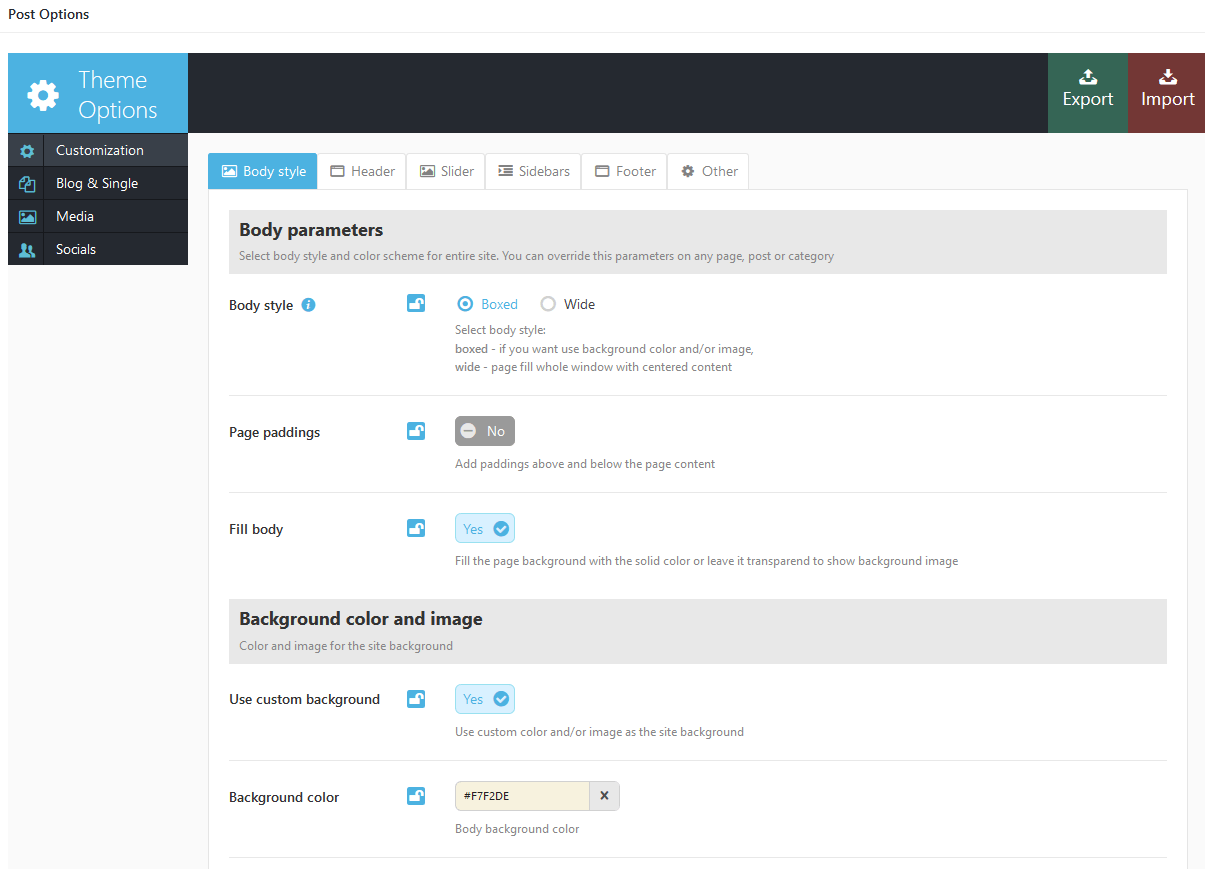 Post Options
Theme
Options
Export
Import
Customization
Blog & Single
Media
Socials
Body style
Header
Slider
Sidebars
Footer
Other
Body parameters
Select body style and color scheme for entire site. You can override this parameters on any page, post or category
Body style
Boxed
Wide
Select body style:
boxed - if you want use background color and/or image,
wide - page fill whole window with centered content
Page paddings
No
Add paddings above and below the page content
Fill body
Yes
Fill the page background with the solid color or leave it transparend to show background image
Background color and image
Color and image for the site background
Use custom background
Yes
Use custom color and/or image as the site background
Background color
#F7F2DE
Body background color